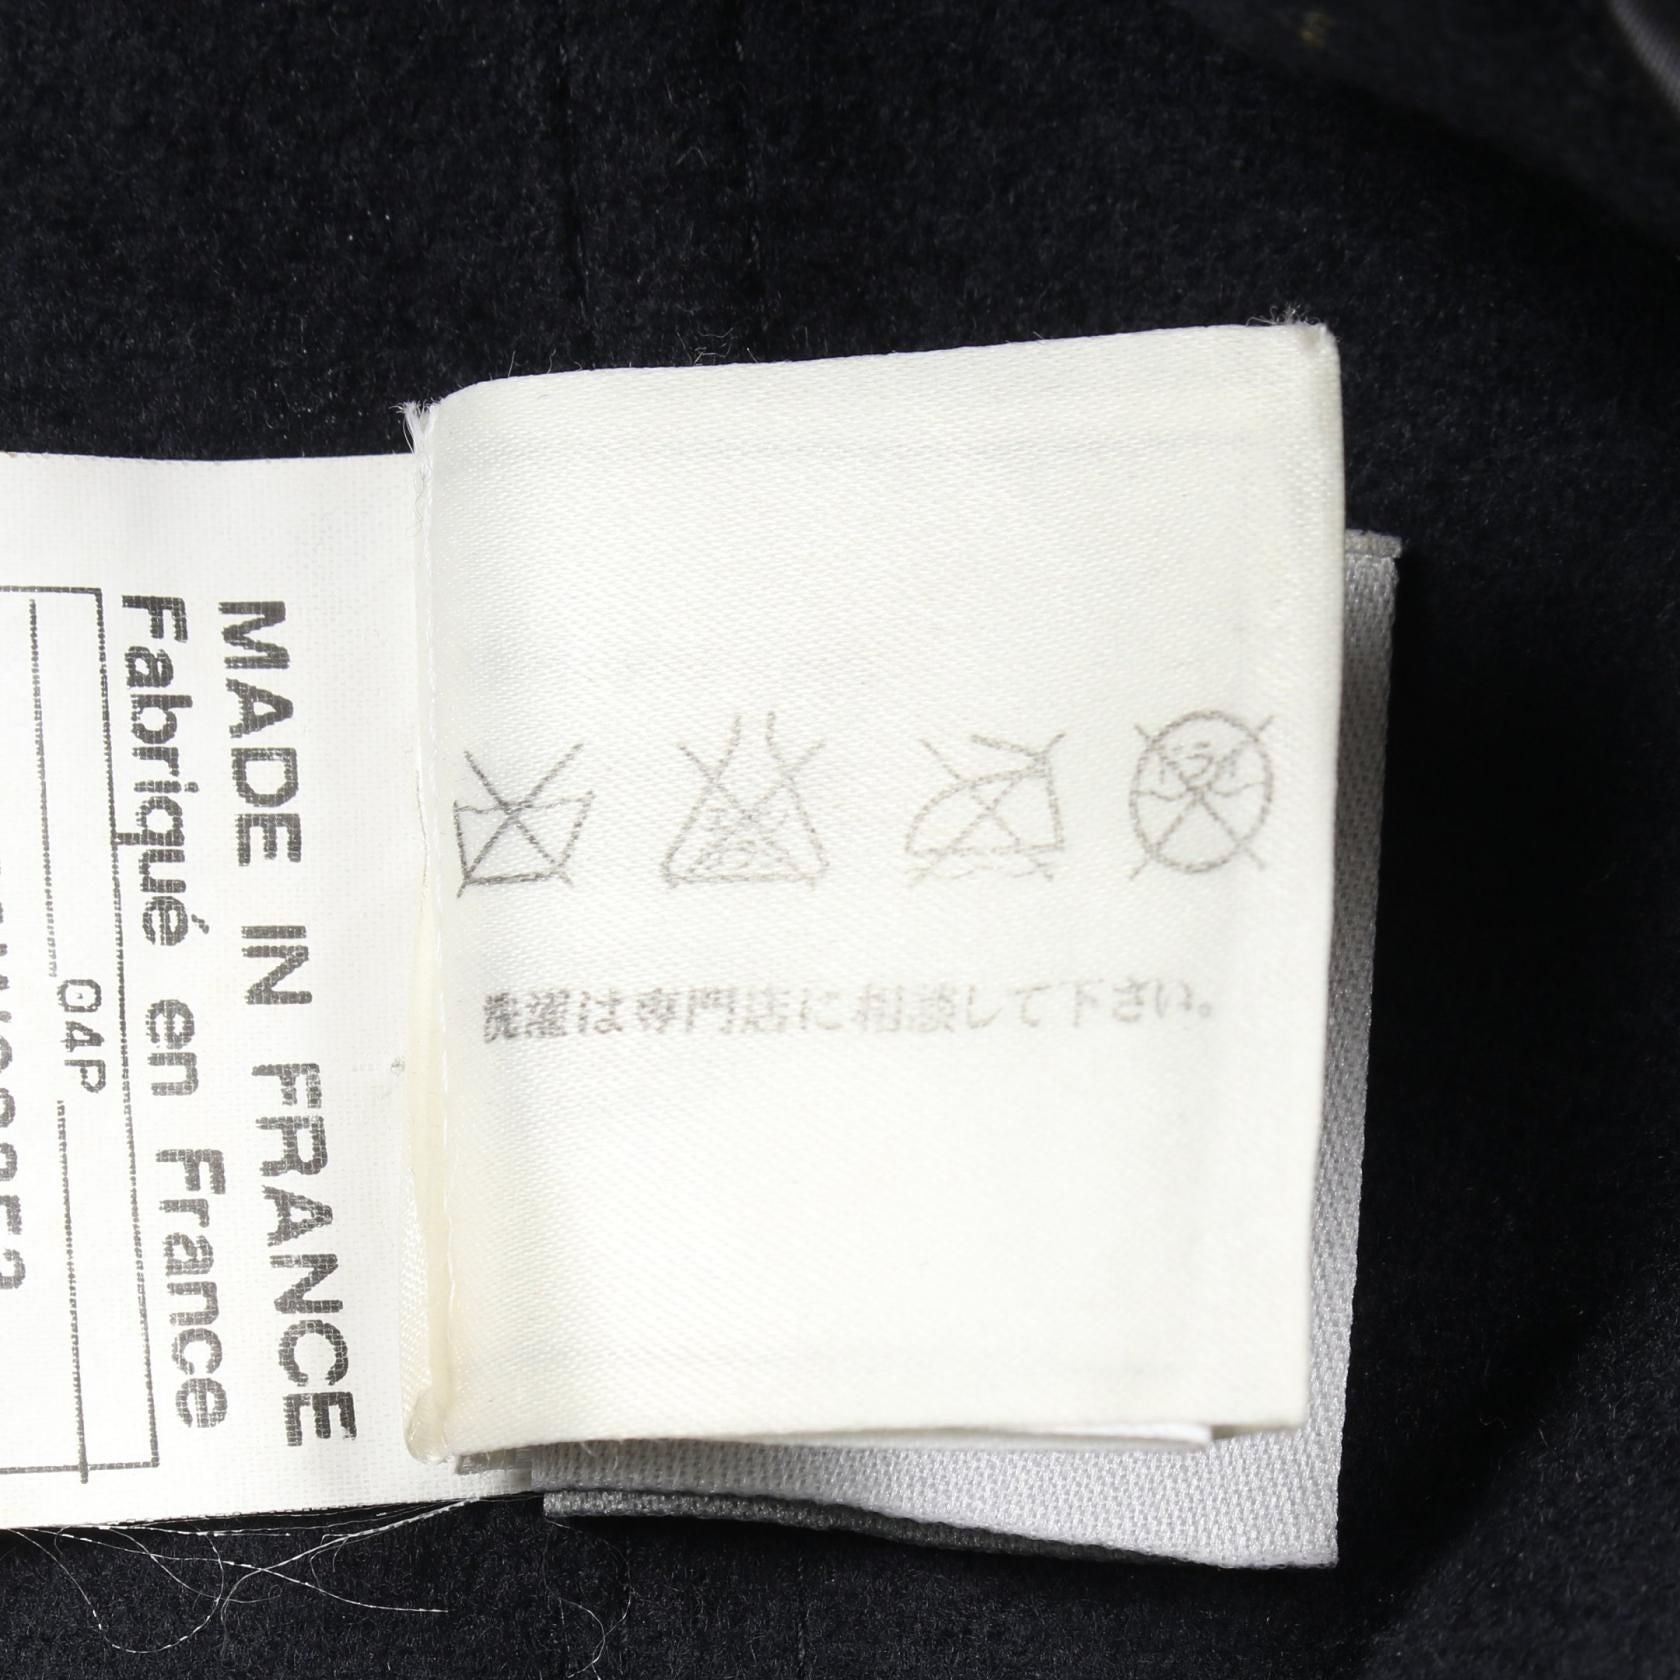 MADE IN FRANCE
Fabriqué en France
04P
洗濯は専門店に相談して下さい。